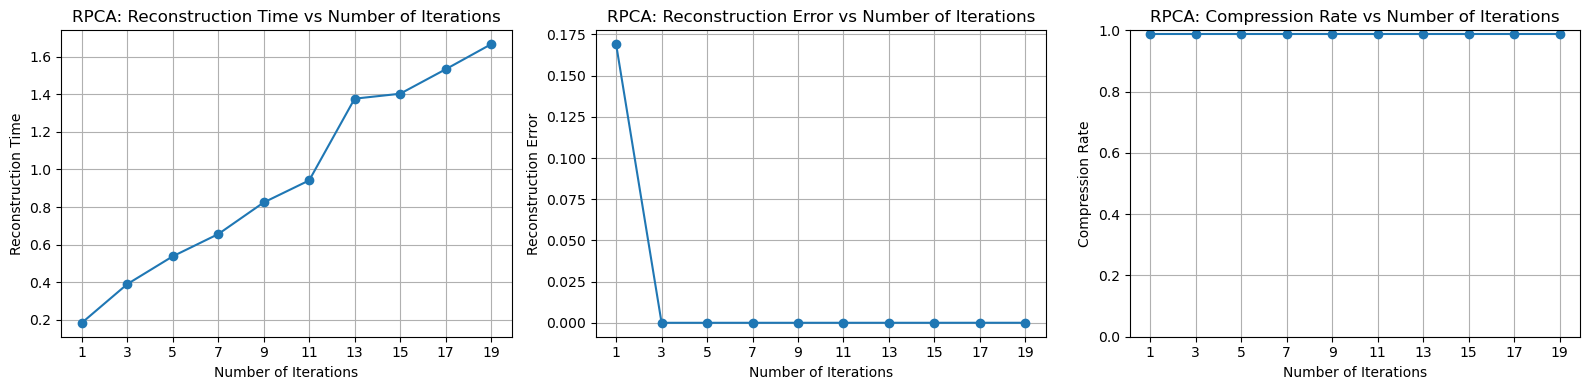 RPCA: Reconstruction Time vs Number of Iterations
Reconstruction Time
1.6
1.4
1.2
1.0
0.8
0.6
0.4
0.2
1 3 5 7 9 11 13 15 17 19
Number of Iterations
RPCA: Reconstruction Error vs Number of Iterations
Reconstruction Error
0.175
0.150
0.125
0.100
0.075
0.050
0.025
0.000
1 3 5 7 9 11 13 15 17 19
Number of Iterations
RPCA: Compression Rate vs Number of Iterations
Compression Rate
1.0
0.8
0.6
0.4
0.2
0.0
1 3 5 7 9 11 13 15 17 19
Number of Iterations